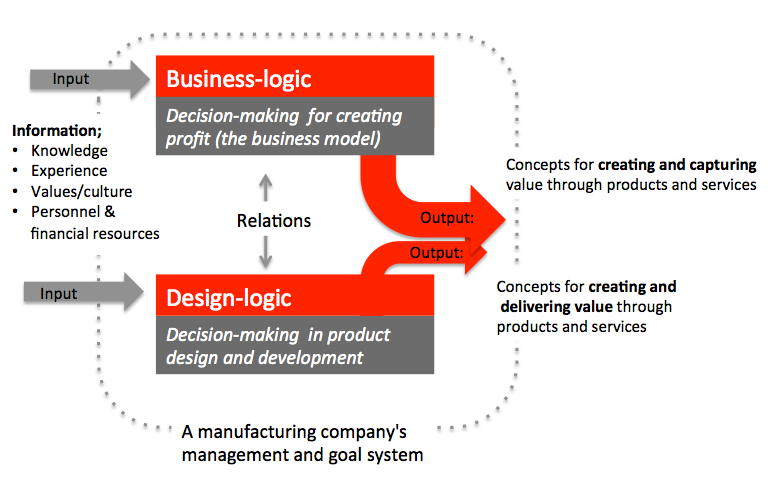 Input
Business-logic
Decision-making for creating
profit (the business model)
Information;
• Knowledge
• Experience
• Values/culture
• Personnel &
financial resources
Relations
Concepts for creating and capturing
value through products and services
Output:
Output:
Input
Design-logic
Decision-making in product
design and development
Concepts for creating and
delivering value through
products and services
A manufacturing company's
management and goal system